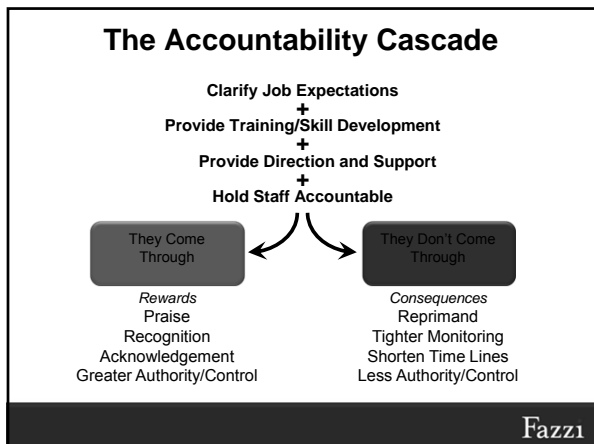 The Accountability Cascade
Clarify Job Expectations
+
Provide Training/Skill Development
+
Provide Direction and Support
+
Hold Staff Accountable
They Come
Through
Rewards
Praise
Recognition
Acknowledgement
Greater Authority/Control
They Don't Come
Through
Consequences
Reprimand
Tighter Monitoring
Shorten Time Lines
Less Authority/Control
Fazzi